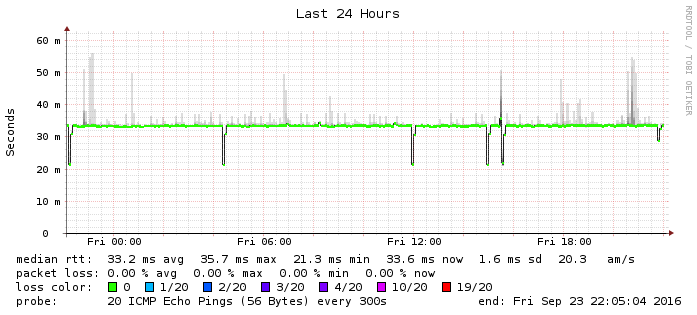 Last 24 Hours
RRDTOOL / TOBI OETIKER
Seconds
60 m
50 m
40 m
30 m
20 m
10 m
0
Fri 00:00 Fri 06:00 Fri 12:00 Fri 18:00
median rtt: 33.2 ms avg 35.7 ms max 21.3 ms min 33.6 ms now 1.6 ms sd 20.3 am/s
packet loss: 0.00 % avg 0.00 % max 0.00 % min 0.00 % now
loss color: 0 1/20 2/20 3/20 4/20 10/20 19/20
probe: 20 ICMP Echo Pings (56 Bytes) every 300s end: Fri Sep 23 22:05:04 2016